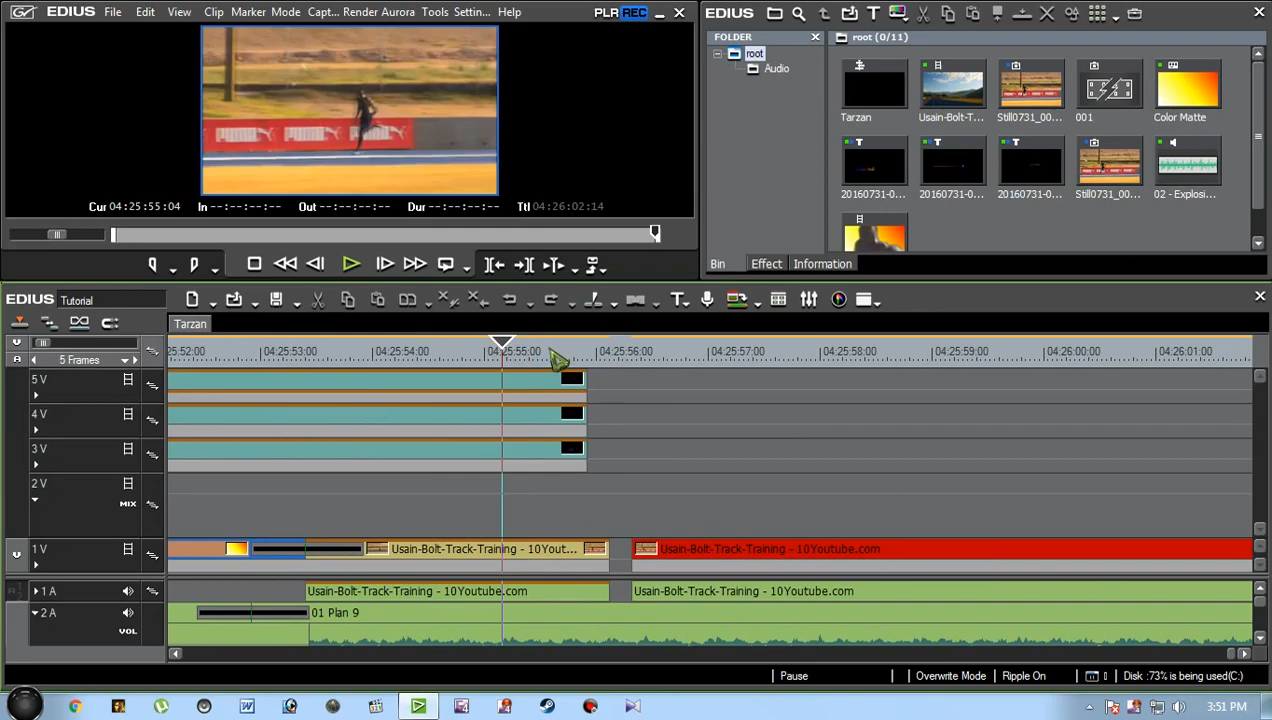 File Edit View Clip Marker Mode Capt... Render Aurora Tools Settin... Help PLR REC
PUMA PUMA PUMA
Cur 04:25:55:04 In --:--:--:-- Out --:--:--:-- Dur --:--:--:-- Ttl 04:26:02:14
EDIUS
FOLDER
root
Audio
root (0/11)
Tarzan Usain-Bolt-T... Still0731_00... 001 Color Matte
20160731-0... 20160731-0... 20160731-0... Still0731_00... 02 - Explosi...
Bin Effect Information
EDIUS Tutorial
Tarzan
5 Frames
25:52:00 04:25:53:00 04:25:54:00 04:25:55:00 04:25:56:00 04:25:57:00 04:25:58:00 04:25:59:00 04:26:00:00 04:26:01:00
5 V
4 V
3 V
2 V
MIX
1 V Usain-Bolt-Track-Training - 10Yout... Usain-Bolt-Track-Training - 10Youtube.com
1 A Usain-Bolt-Track-Training - 10Youtube.com Usain-Bolt-Track-Training - 10Youtube.com
2 A 01 Plan 9
VOL
Pause Overwrite Mode Ripple On 0 Disk :73% is being used(C:)
3:51 PM